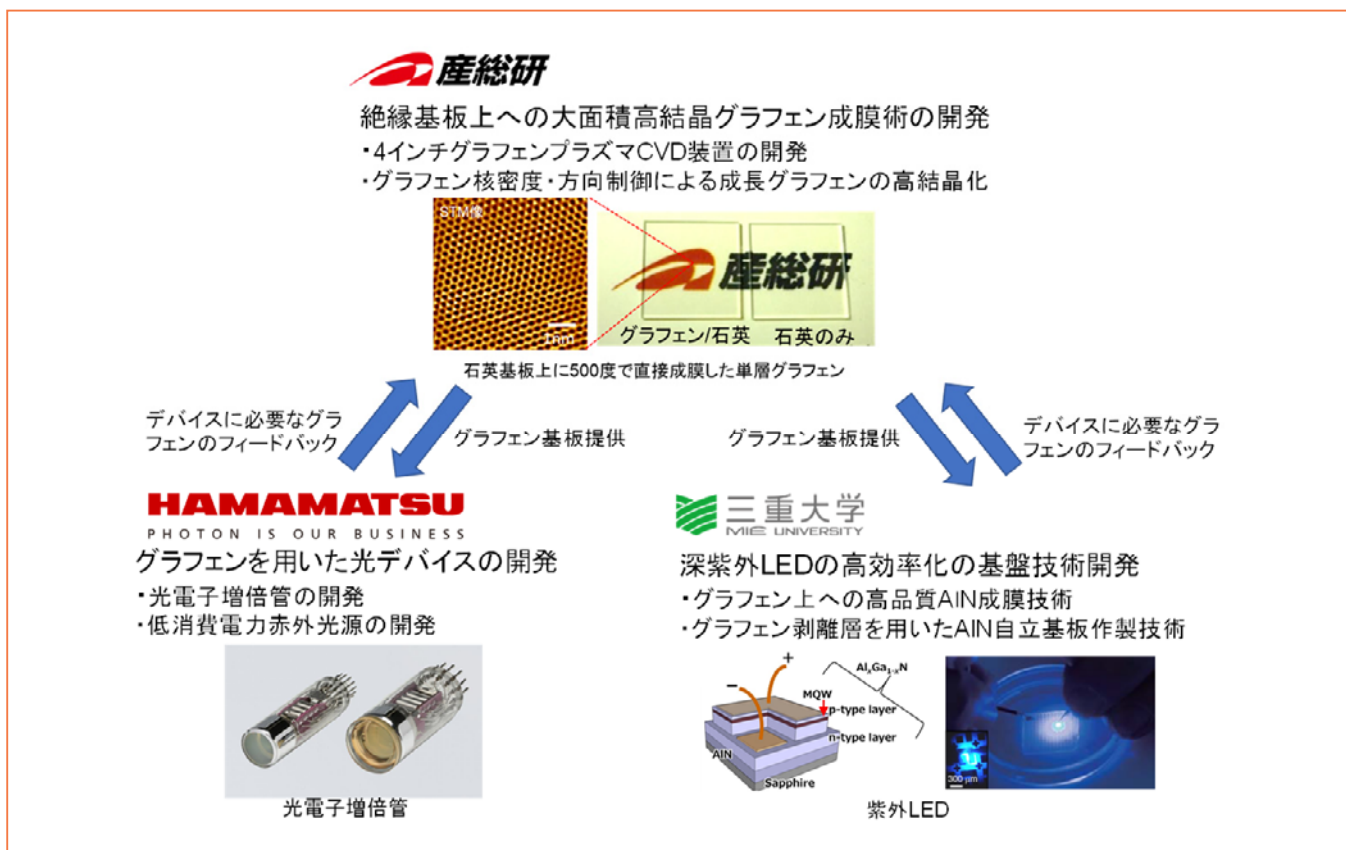 産総研
絶縁基板上への大面積高結晶グラフェン成膜術の開発
・4インチグラフェンプラズマCVD装置の開発
・グラフェン核密度・方向制御による成長グラフェンの高結晶化
STM像
1nm
産総研
グラフェン/石英
石英のみ
石英基板上に500度で直接成膜した単層グラフェン
デバイスに必要なグラ
フェンのフィードバック
グラフェン基板提供
グラフェン基板提供
デバイスに必要なグラ
フェンのフィードバック
HAMAMATSU
PHOTON IS OUR BUSINESS
グラフェンを用いた光デバイスの開発
・光電子増倍管の開発
・低消費電力赤外光源の開発
光電子増倍管
三重大学
MIE UNIVERSITY
深紫外LEDの高効率化の基盤技術開発
・グラフェン上への高品質AlN成膜技術
・グラフェン剥離層を用いたAlN自立基板作製技術
+
−
AlxGa1-xN
MQW
p-type layer
n-type layer
AlN
Sapphire
300 μm
紫外LED